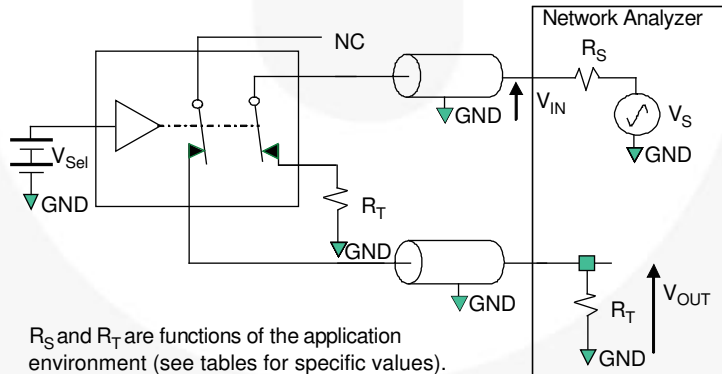 Network Analyzer
NC
R_S
V_IN
V_S
GND
GND
V_Sel
GND
R_T
GND
GND
R_T
V_OUT
GND
R_S and R_T are functions of the application
environment (see tables for specific values).